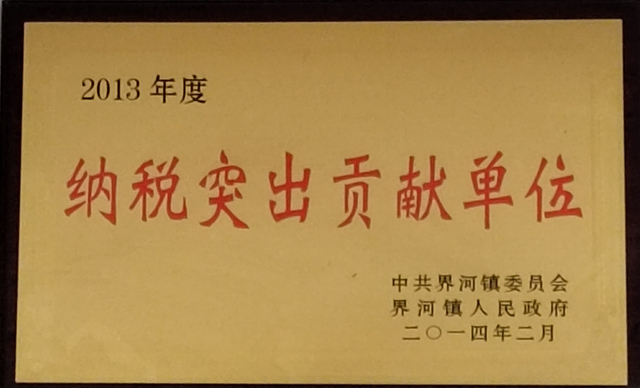 2013年度
纳税突出贡献单位
中共界河镇委员会
界河镇人民政府
二〇一四年二月